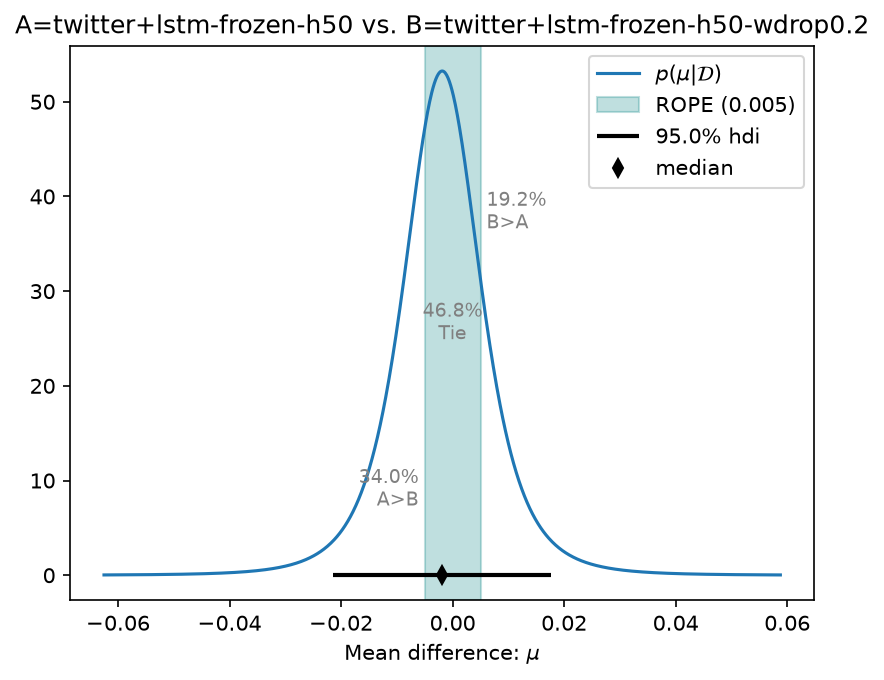 A=twitter+lstm-frozen-h50 vs. B=twitter+lstm-frozen-h50-wdrop0.2
p(μ|𝒟)
ROPE (0.005)
95.0% hdi
median
50
40
30
20
10
0
19.2%
B>A
46.8%
Tie
34.0%
A>B
−0.06
−0.04
−0.02
0.00
0.02
0.04
0.06
Mean difference: μ